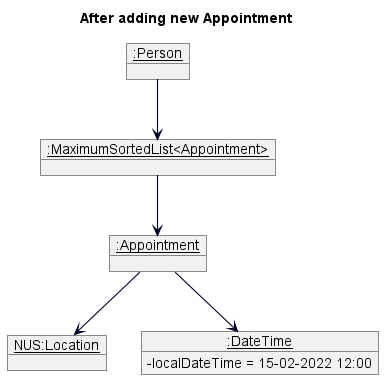 After adding new Appointment
:Person
:MaximumSortedList<Appointment>
:Appointment
NUS:Location
:DateTime
-localDateTime = 15-02-2022 12:00